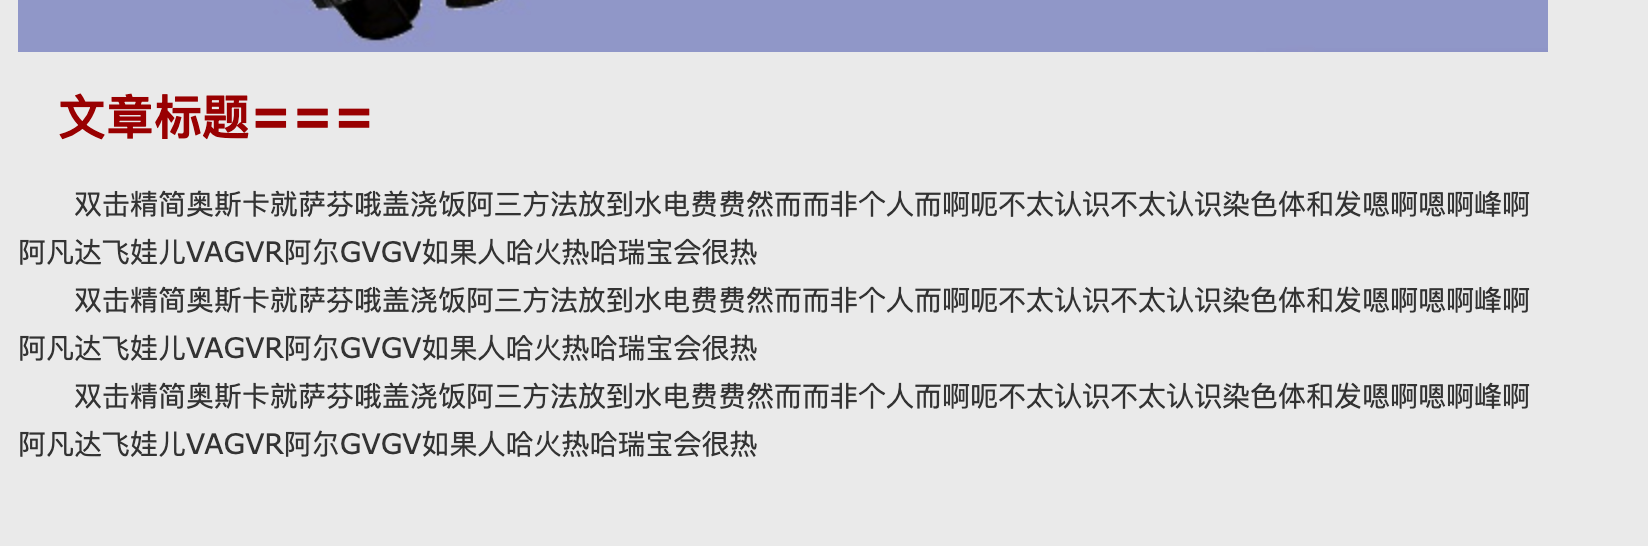 文章标题===
双击精简奥斯卡就萨芬哦盖浇饭阿三方法放到水电费费然而而非个人而啊呃不太认识不太认识染色体和发嗯啊嗯啊峰啊
阿凡达飞娃儿VAGVR阿尔GVGV如果人哈火热哈瑞宝会很热
双击精简奥斯卡就萨芬哦盖浇饭阿三方法放到水电费费然而而非个人而啊呃不太认识不太认识染色体和发嗯啊嗯啊峰啊
阿凡达飞娃儿VAGVR阿尔GVGV如果人哈火热哈瑞宝会很热
双击精简奥斯卡就萨芬哦盖浇饭阿三方法放到水电费费然而而非个人而啊呃不太认识不太认识染色体和发嗯啊嗯啊峰啊
阿凡达飞娃儿VAGVR阿尔GVGV如果人哈火热哈瑞宝会很热